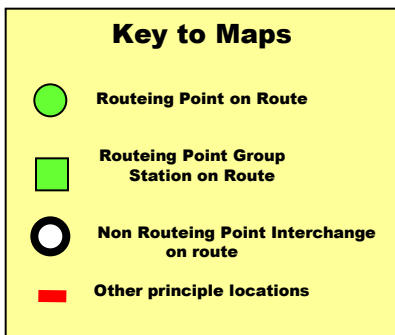 Key to Maps
Routeing Point on Route
Routeing Point Group
Station on Route
Non Routeing Point Interchange
on route
Other principle locations